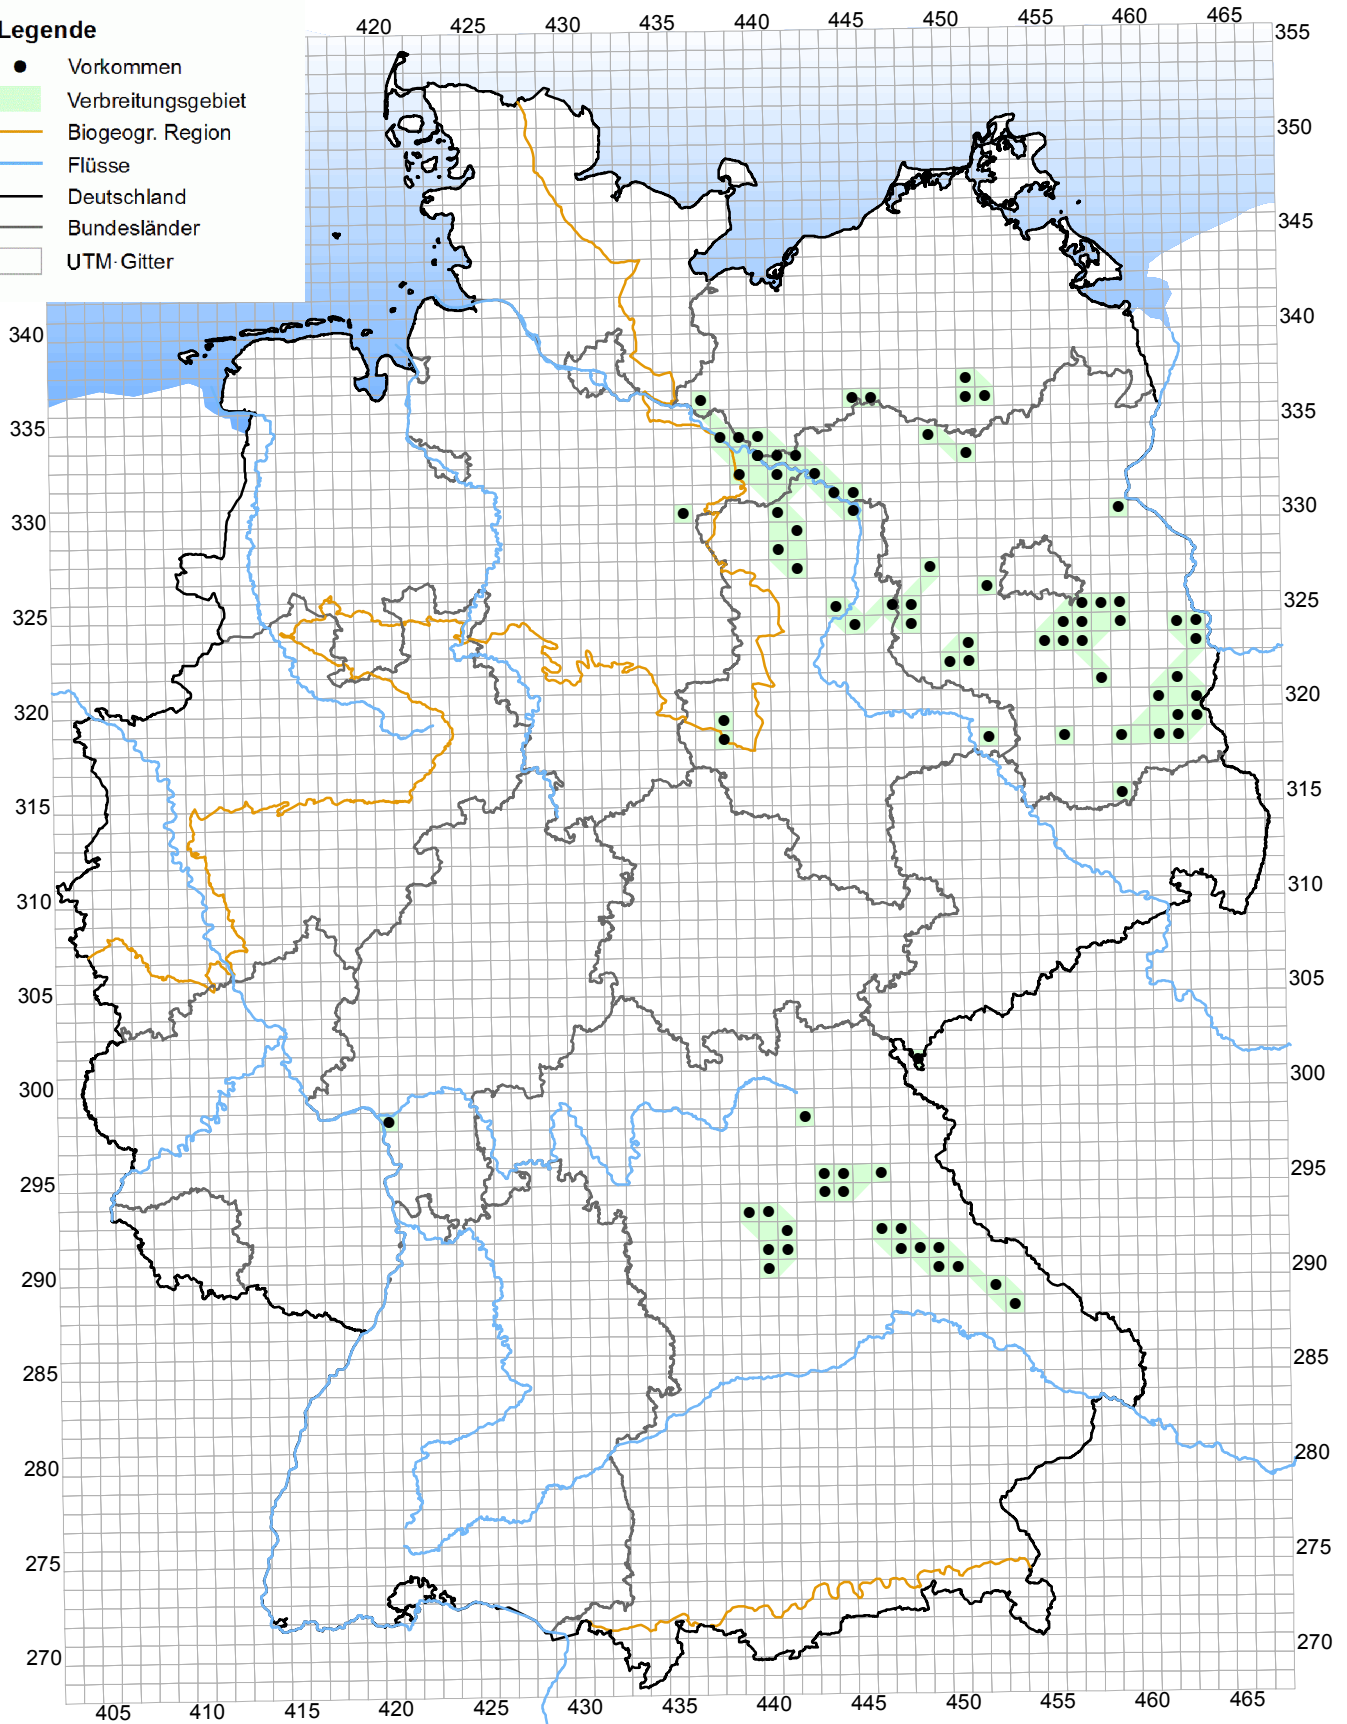 Legende
Vorkommen
Verbreitungsgebiet
Biogeogr. Region
Flüsse
Deutschland
Bundesländer
UTM-Gitter
420 425 430 435 440 445 450 455 460 465
355
350
345
340 340
335 335
330 330
325 325
320 320
315 315
310 310
305 305
300 300
295 295
290 290
285 285
280 280
275 275
270 270
405 410 415 420 425 430 435 440 445 450 455 460 465